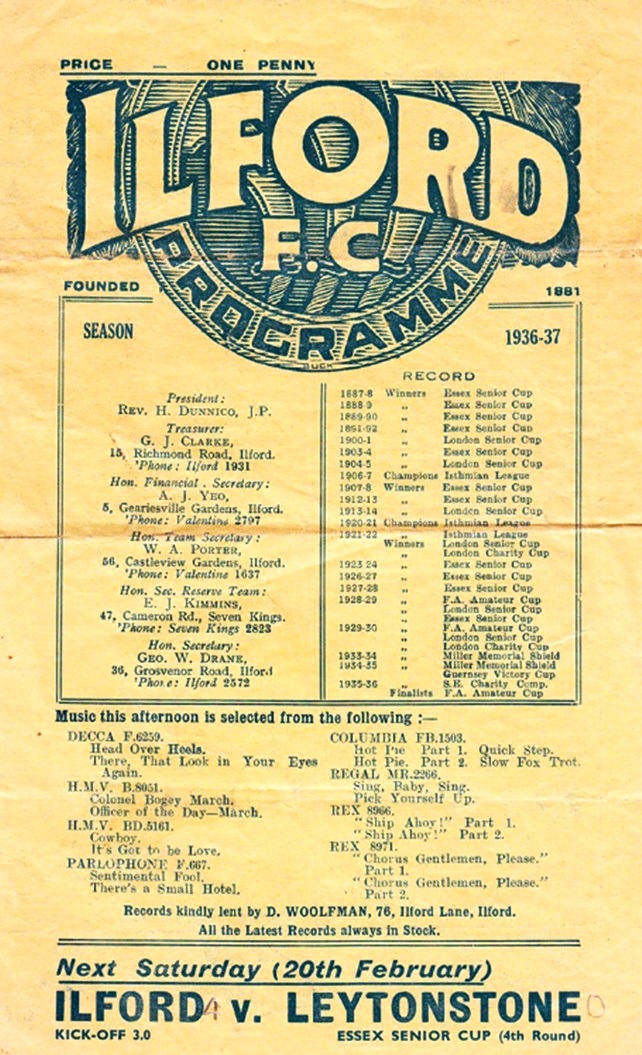 PRICE — ONE PENNY
ILFORD
F.C
PROGRAMME
BUCK
FOUNDED
1881
SEASON
1936-37
President:
REV. H. DUNNICO, J.P.
Treasurer:
G. J. CLARKE,
15, Richmond Road, Ilford.
'Phone: Ilford 1931
Hon. Financial . Secretary:
A. J. YEO,
5, Geariesville Gardens, Ilford.
'Phone: Valentine 2797
Hon. Team Secretary:
W. A. PORTER,
56, Castleview Gardens, Ilford.
'Phone: Valentine 1637
Hon. Sec. Reserve Team:
E. J. KIMMINS,
47, Cameron Rd., Seven Kings.
'Phone: Seven Kings 2823
Hon. Secretary:
GEO. W. DRANE,
36, Grosvenor Road, Ilford
'Phone: Ilford 2572
RECORD
1887-8 Winners Essex Senior Cup
1888-9 „ Essex Senior Cup
1889-90 „ Essex Senior Cup
1891-92 „ Essex Senior Cup
1900-1 „ London Senior Cup
1903-4 „ Essex Senior Cup
1904-5 „ London Senior Cup
1906-7 Champions Isthmian League
1907-8 Winners Essex Senior Cup
1912-13 „ Essex Senior Cup
1913-14 „ London Senior Cup
1920-21 Champions Isthmian League
1921-22 „ Isthmian League
Winners London Senior Cup
„ London Charity Cup
1923 24 „ Essex Senior Cup
1926-27 „ Essex Senior Cup
1927-28 „ Essex Senior Cup
1928-29 „ F.A. Amateur Cup
„ London Senior Cup
„ Essex Senior Cup
1929-30 „ F.A. Amateur Cup
„ London Senior Cup
„ London Charity Cup
1933-34 „ Miller Memorial Shield
1934-35 „ Miller Memorial Shield
„ Guernsey Victory Cup
1935-36 „ S.E. Charity Comp.
Finalists F.A. Amateur Cup
Music this afternoon is selected from the following :—
DECCA F.6259.
Head Over Heels.
There, That Look in Your Eyes
Again.
H.M.V. B.8051.
Colonel Bogey March.
Officer of the Day—March.
H.M.V. BD.5161.
Cowboy.
It's Got to be Love.
PARLOPHONE F.667.
Sentimental Fool.
There's a Small Hotel.
COLUMBIA FB.1503.
Hot Pie Part 1. Quick Step.
Hot Pie. Part 2. Slow Fox Trot.
REGAL MR.2266.
Sing, Baby, Sing.
Pick Yourself Up.
REX 8966.
"Ship Ahoy!" Part 1.
"Ship Ahoy!" Part 2.
REX 8971.
"Chorus Gentlemen, Please."
Part 1.
"Chorus Gentlemen, Please."
Part 2.
Records kindly lent by D. WOOLFMAN, 76, Ilford Lane, Ilford.
All the Latest Records always in Stock.
Next Saturday (20th February)
ILFORD 4 v. LEYTONSTONE 0
KICK-OFF 3.0 ESSEX SENIOR CUP (4th Round)